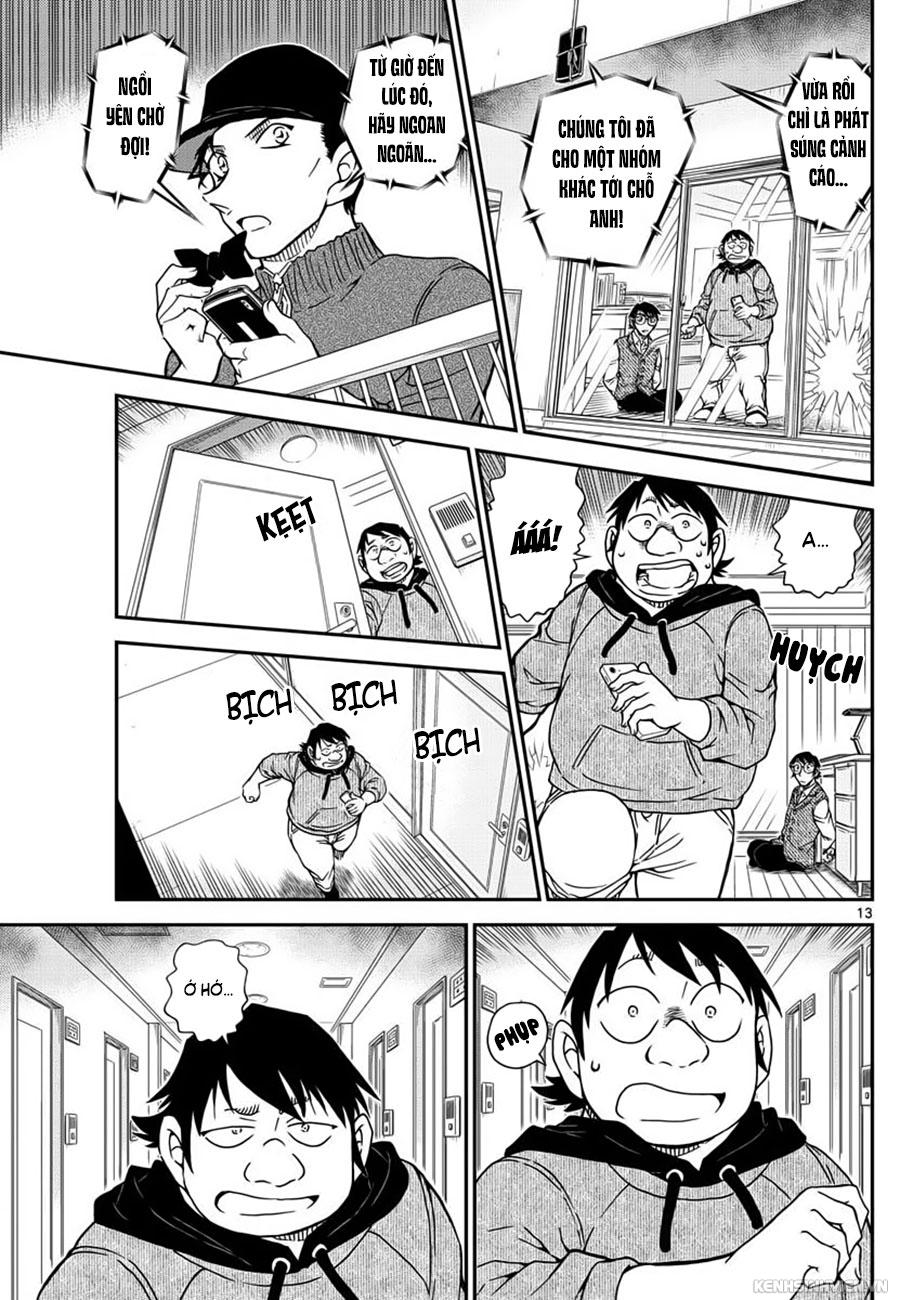 VỪA RỒI
CHỈ LÀ PHÁT
SÚNG CẢNH
CÁO...
CHÚNG TÔI ĐÃ
CHO MỘT NHÓM
KHÁC TỚI CHỖ
ANH!
TỪ GIỜ ĐẾN
LÚC ĐÓ,
HÃY NGOAN
NGOÃN...
NGỒI
YÊN CHỜ
ĐỢI!
A...
ÁÁÁ!
HUỴCH
KẸẸT
BỊCH
BỊCH
BỊCH
13
PHỤP
Ơ HỚ...
KENHSINHVIEN.VN